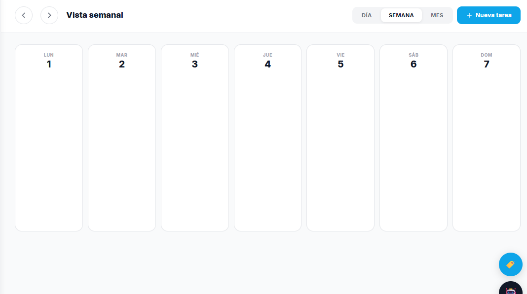 Vista semanal
DÍA SEMANA MES
+ Nueva tarea
LUN MAR MIÉ JUE VIE SÁB DOM
1 2 3 4 5 6 7